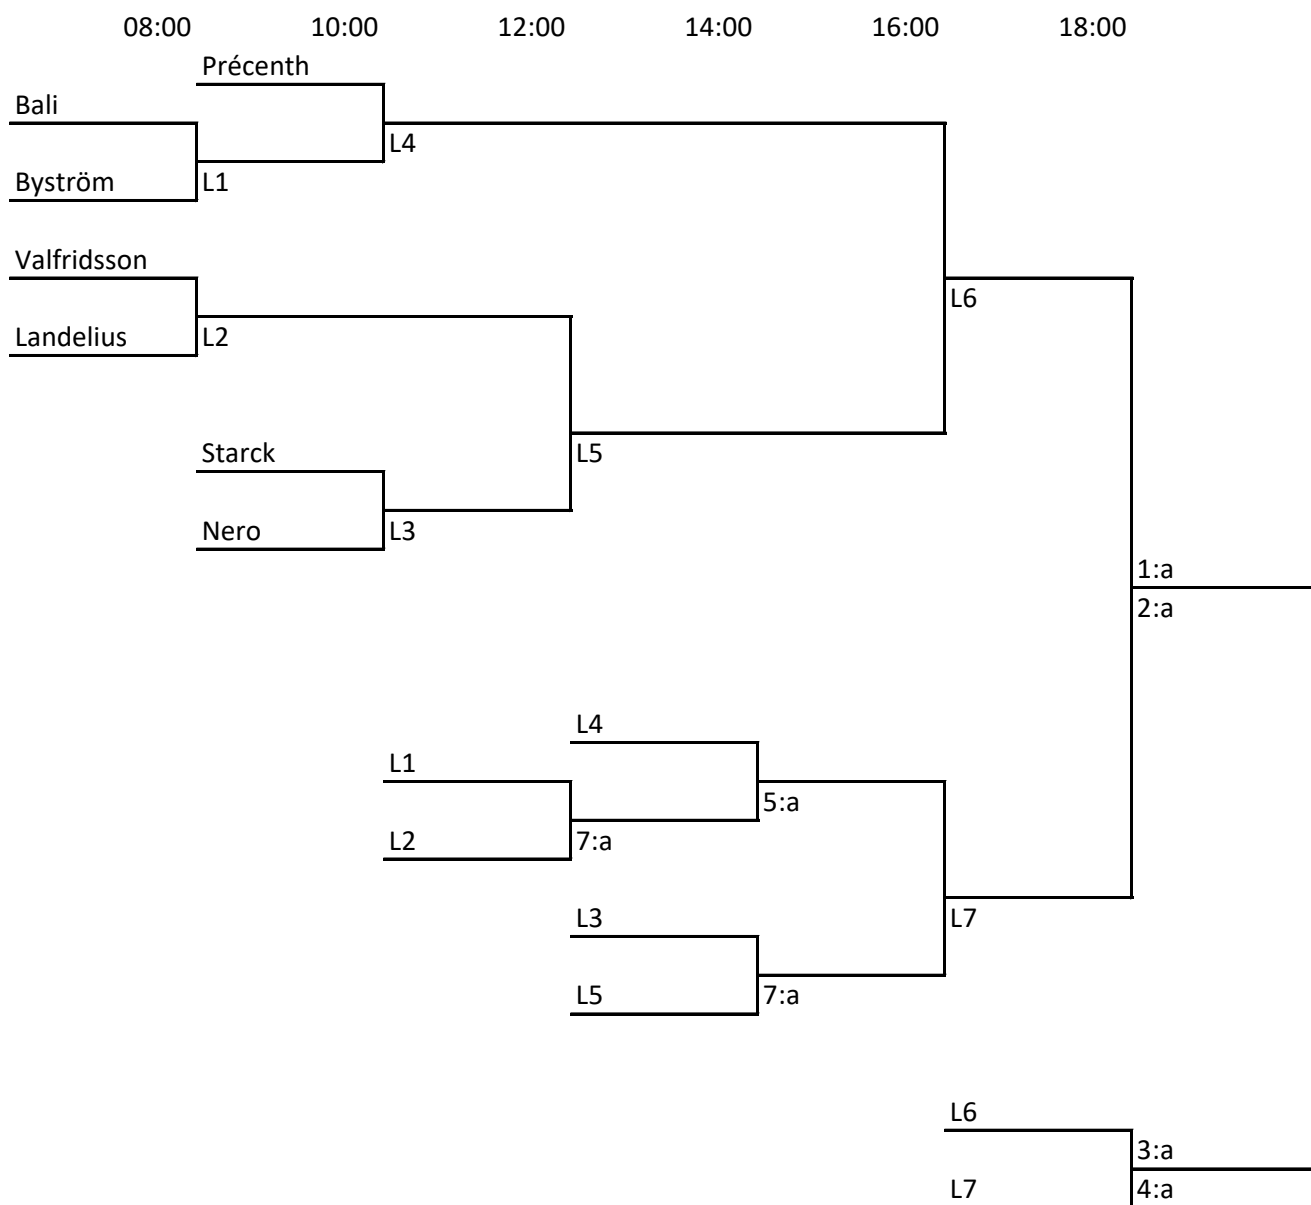 08:00 10:00 12:00 14:00 16:00 18:00
Précenth
Bali
L4
Byström L1
Valfridsson
L6
Landelius L2
Starck L5
Nero L3
1:a
2:a
L4
L1
5:a
L2 7:a
L3 L7
L5 7:a
L6
3:a
L7 4:a